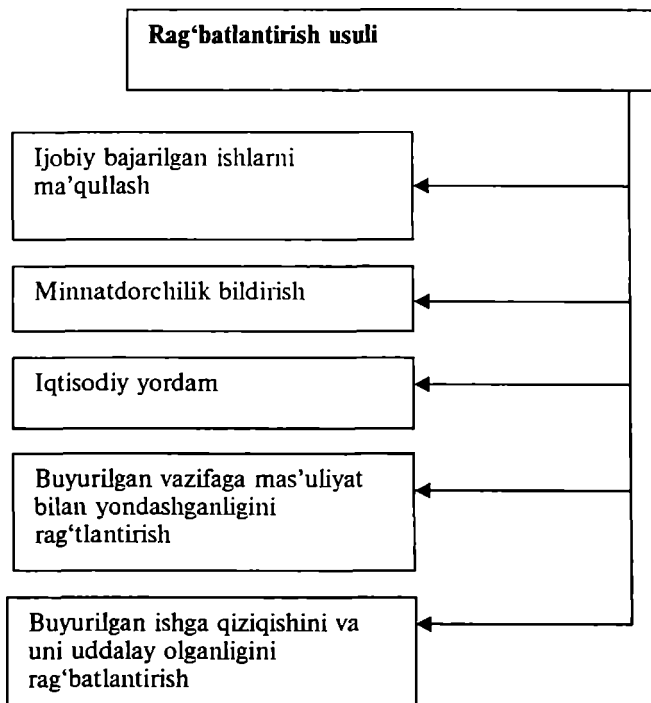 Rag‘batlantirish usuli
Ijobiy bajarilgan ishlarni
ma’qullash
Minnatdorchilik bildirish
Iqtisodiy yordam
Buyurilgan vazifaga mas’uliyat
bilan yondashganligini
rag‘tlantirish
Buyurilgan ishga qiziqishini va
uni uddalay olganligini
rag‘batlantirish